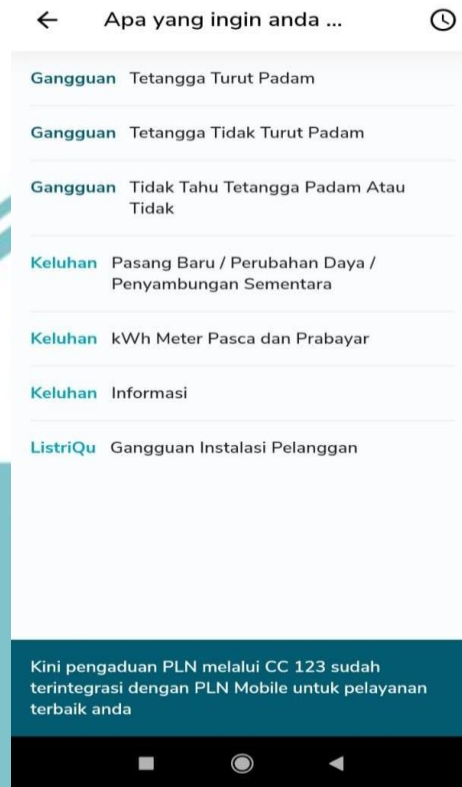 Apa yang ingin anda ...
Gangguan Tetangga Turut Padam
Gangguan Tetangga Tidak Turut Padam
Gangguan Tidak Tahu Tetangga Padam Atau
Tidak
Keluhan Pasang Baru / Perubahan Daya /
Penyambungan Sementara
Keluhan kWh Meter Pasca dan Prabayar
Keluhan Informasi
ListriQu Gangguan Instalasi Pelanggan
Kini pengaduan PLN melalui CC 123 sudah
terintegrasi dengan PLN Mobile untuk pelayanan
terbaik anda